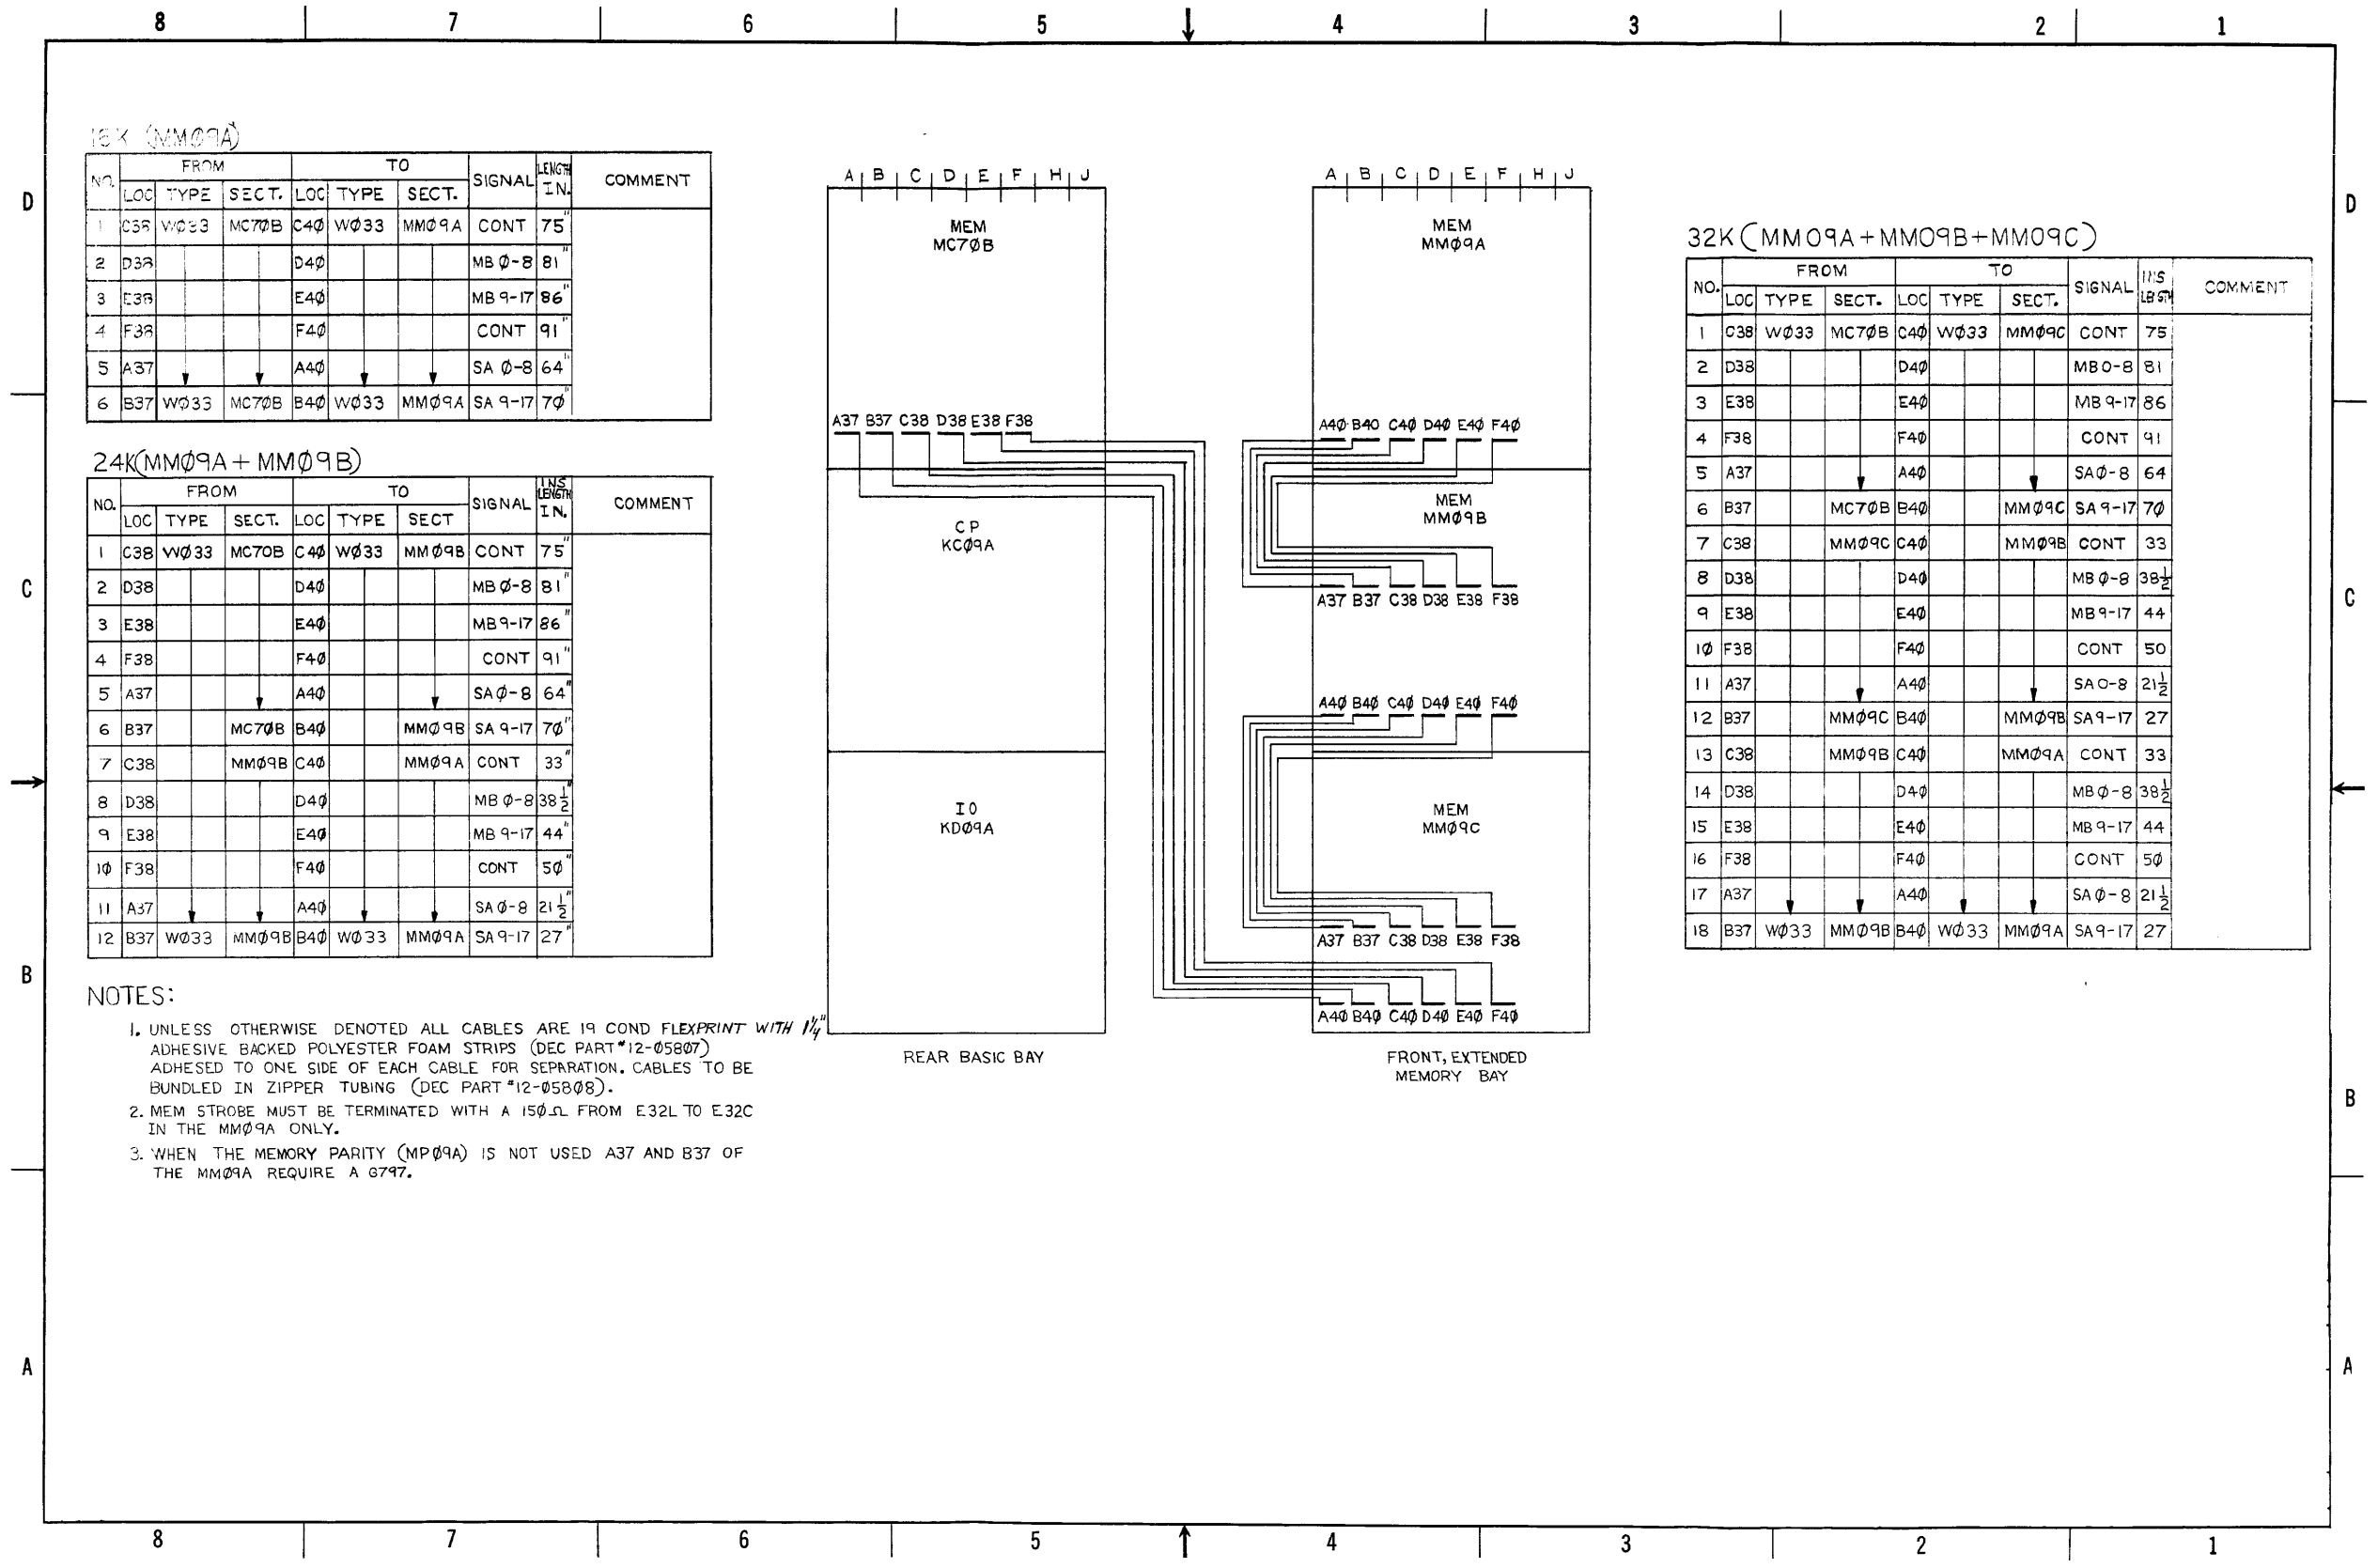 8 7 6 5 4 3 2 1
D
C
B
A
16K (MMØ9A)
NO. FROM TO SIGNAL LENGTH IN. COMMENT
LOC TYPE SECT. LOC TYPE SECT.
1 C38 WØ33 MC7ØB C4Ø WØ33 MMØ9A CONT 75"
2 D38 D4Ø MB Ø-8 81"
3 E38 E4Ø MB 9-17 86"
4 F38 F4Ø CONT 91"
5 A37 A4Ø SA Ø-8 64"
6 B37 WØ33 MC7ØB B4Ø WØ33 MMØ9A SA 9-17 7Ø"
24K(MMØ9A + MMØ9B)
NO. FROM TO SIGNAL INS LENGTH IN. COMMENT
LOC TYPE SECT. LOC TYPE SECT
1 C38 WØ33 MC70B C4Ø WØ33 MMØ9B CONT 75"
2 D38 D4Ø MB Ø-8 81"
3 E38 E4Ø MB 9-17 86"
4 F38 F4Ø CONT 91"
5 A37 A4Ø SA Ø-8 64"
6 B37 MC7ØB B4Ø MMØ9B SA 9-17 7Ø"
7 C38 MMØ9B C4Ø MMØ9A CONT 33"
8 D38 D4Ø MB Ø-8 38½"
9 E38 E4Ø MB 9-17 44"
1Ø F38 F4Ø CONT 5Ø"
11 A37 A4Ø SA Ø-8 21½"
12 B37 WØ33 MMØ9B B4Ø WØ33 MMØ9A SA 9-17 27"
NOTES:
1. UNLESS OTHERWISE DENOTED ALL CABLES ARE 19 COND FLEXPRINT WITH 1¼"
ADHESIVE BACKED POLYESTER FOAM STRIPS (DEC PART #12-Ø58Ø7)
ADHESED TO ONE SIDE OF EACH CABLE FOR SEPARATION. CABLES TO BE
BUNDLED IN ZIPPER TUBING (DEC PART #12-Ø58Ø8).
2. MEM STROBE MUST BE TERMINATED WITH A 15ØΩ FROM E32L TO E32C
IN THE MMØ9A ONLY.
3. WHEN THE MEMORY PARITY (MPØ9A) IS NOT USED A37 AND B37 OF
THE MMØ9A REQUIRE A G797.
A B C D E F H J
MEM
MC7ØB
A37 B37 C38 D38 E38 F38
CP
KC09A
IO
KD09A
REAR BASIC BAY
A B C D E F H J
MEM
MMØ9A
A4Ø B40 C4Ø D4Ø E4Ø F4Ø
MEM
MMØ9B
A37 B37 C38 D38 E38 F38
A4Ø B4Ø C4Ø D4Ø E4Ø F4Ø
MEM
MMØ9C
A37 B37 C38 D38 E38 F38
A4Ø B4Ø C4Ø D4Ø E4Ø F4Ø
FRONT, EXTENDED
MEMORY BAY
32K (MM09A+MM09B+MM09C)
NO. FROM TO SIGNAL INS LEGTH COMMENT
LOC TYPE SECT. LOC TYPE SECT.
1 C38 WØ33 MC7ØB C4Ø WØ33 MMØ9C CONT 75
2 D38 D4Ø MB 0-8 81
3 E38 E4Ø MB 9-17 86
4 F38 F4Ø CONT 91
5 A37 A4Ø SA Ø-8 64
6 B37 MC7ØB B4Ø MMØ9C SA 9-17 7Ø
7 C38 MMØ9C C4Ø MMØ9B CONT 33
8 D38 D4Ø MB Ø-8 38½
9 E38 E4Ø MB 9-17 44
1Ø F38 F4Ø CONT 50
11 A37 A4Ø SA 0-8 21½
12 B37 MMØ9C B4Ø MMØ9B SA 9-17 27
13 C38 MMØ9B C4Ø MMØ9A CONT 33
14 D38 D4Ø MB Ø-8 38½
15 E38 E4Ø MB 9-17 44
16 F38 F4Ø CONT 5Ø
17 A37 A4Ø SA Ø-8 21½
18 B37 WØ33 MMØ9B B4Ø WØ33 MMØ9A SA 9-17 27
D
C
B
A
8 7 6 5 4 3 2 1